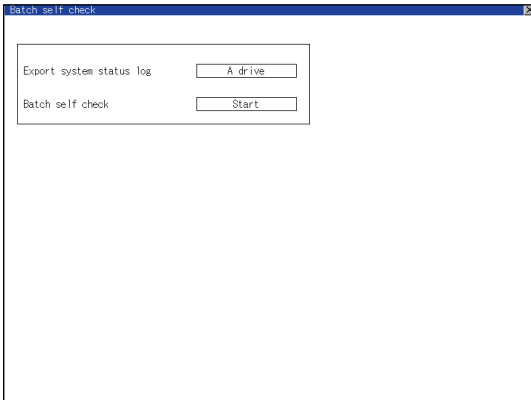 Batch self check
Export system status log A drive
Batch self check Start